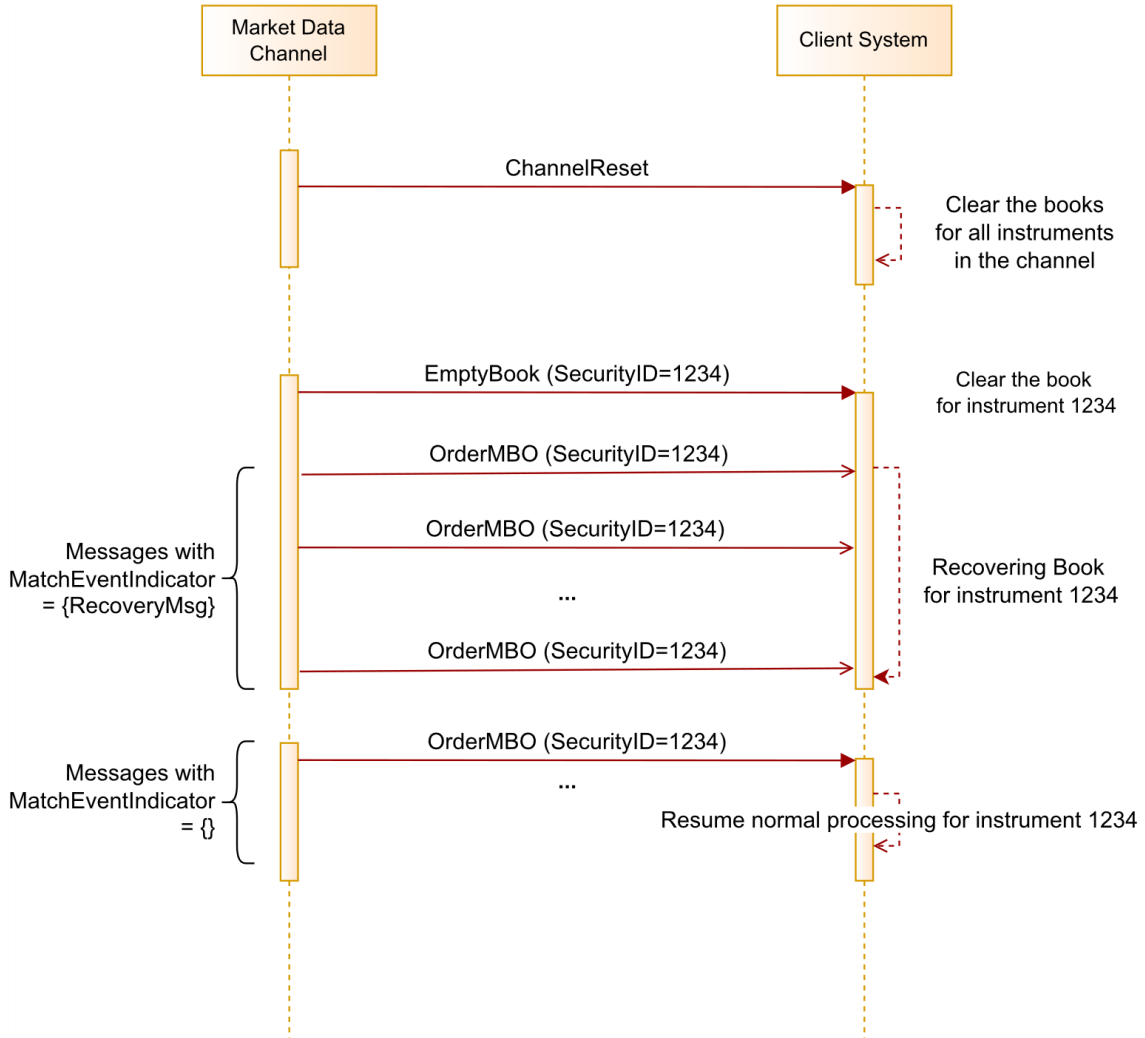 Market Data
Channel
Client System
ChannelReset
Clear the books
for all instruments
in the channel
EmptyBook (SecurityID=1234)
Clear the book
for instrument 1234
OrderMBO (SecurityID=1234)
OrderMBO (SecurityID=1234)
Messages with
MatchEventIndicator
= {RecoveryMsg}
...
Recovering Book
for instrument 1234
OrderMBO (SecurityID=1234)
OrderMBO (SecurityID=1234)
...
Messages with
MatchEventIndicator
= {}
Resume normal processing for instrument 1234